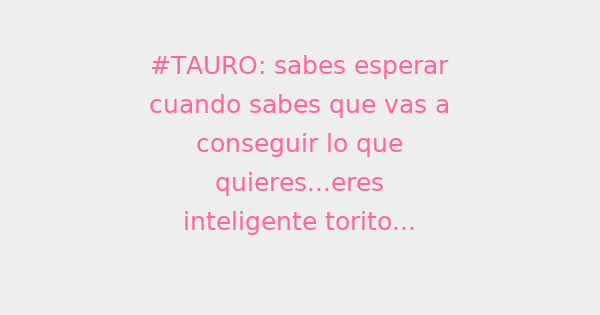 #TAURO: sabes esperar
cuando sabes que vas a
conseguir lo que
quieres...eres
inteligente torito...